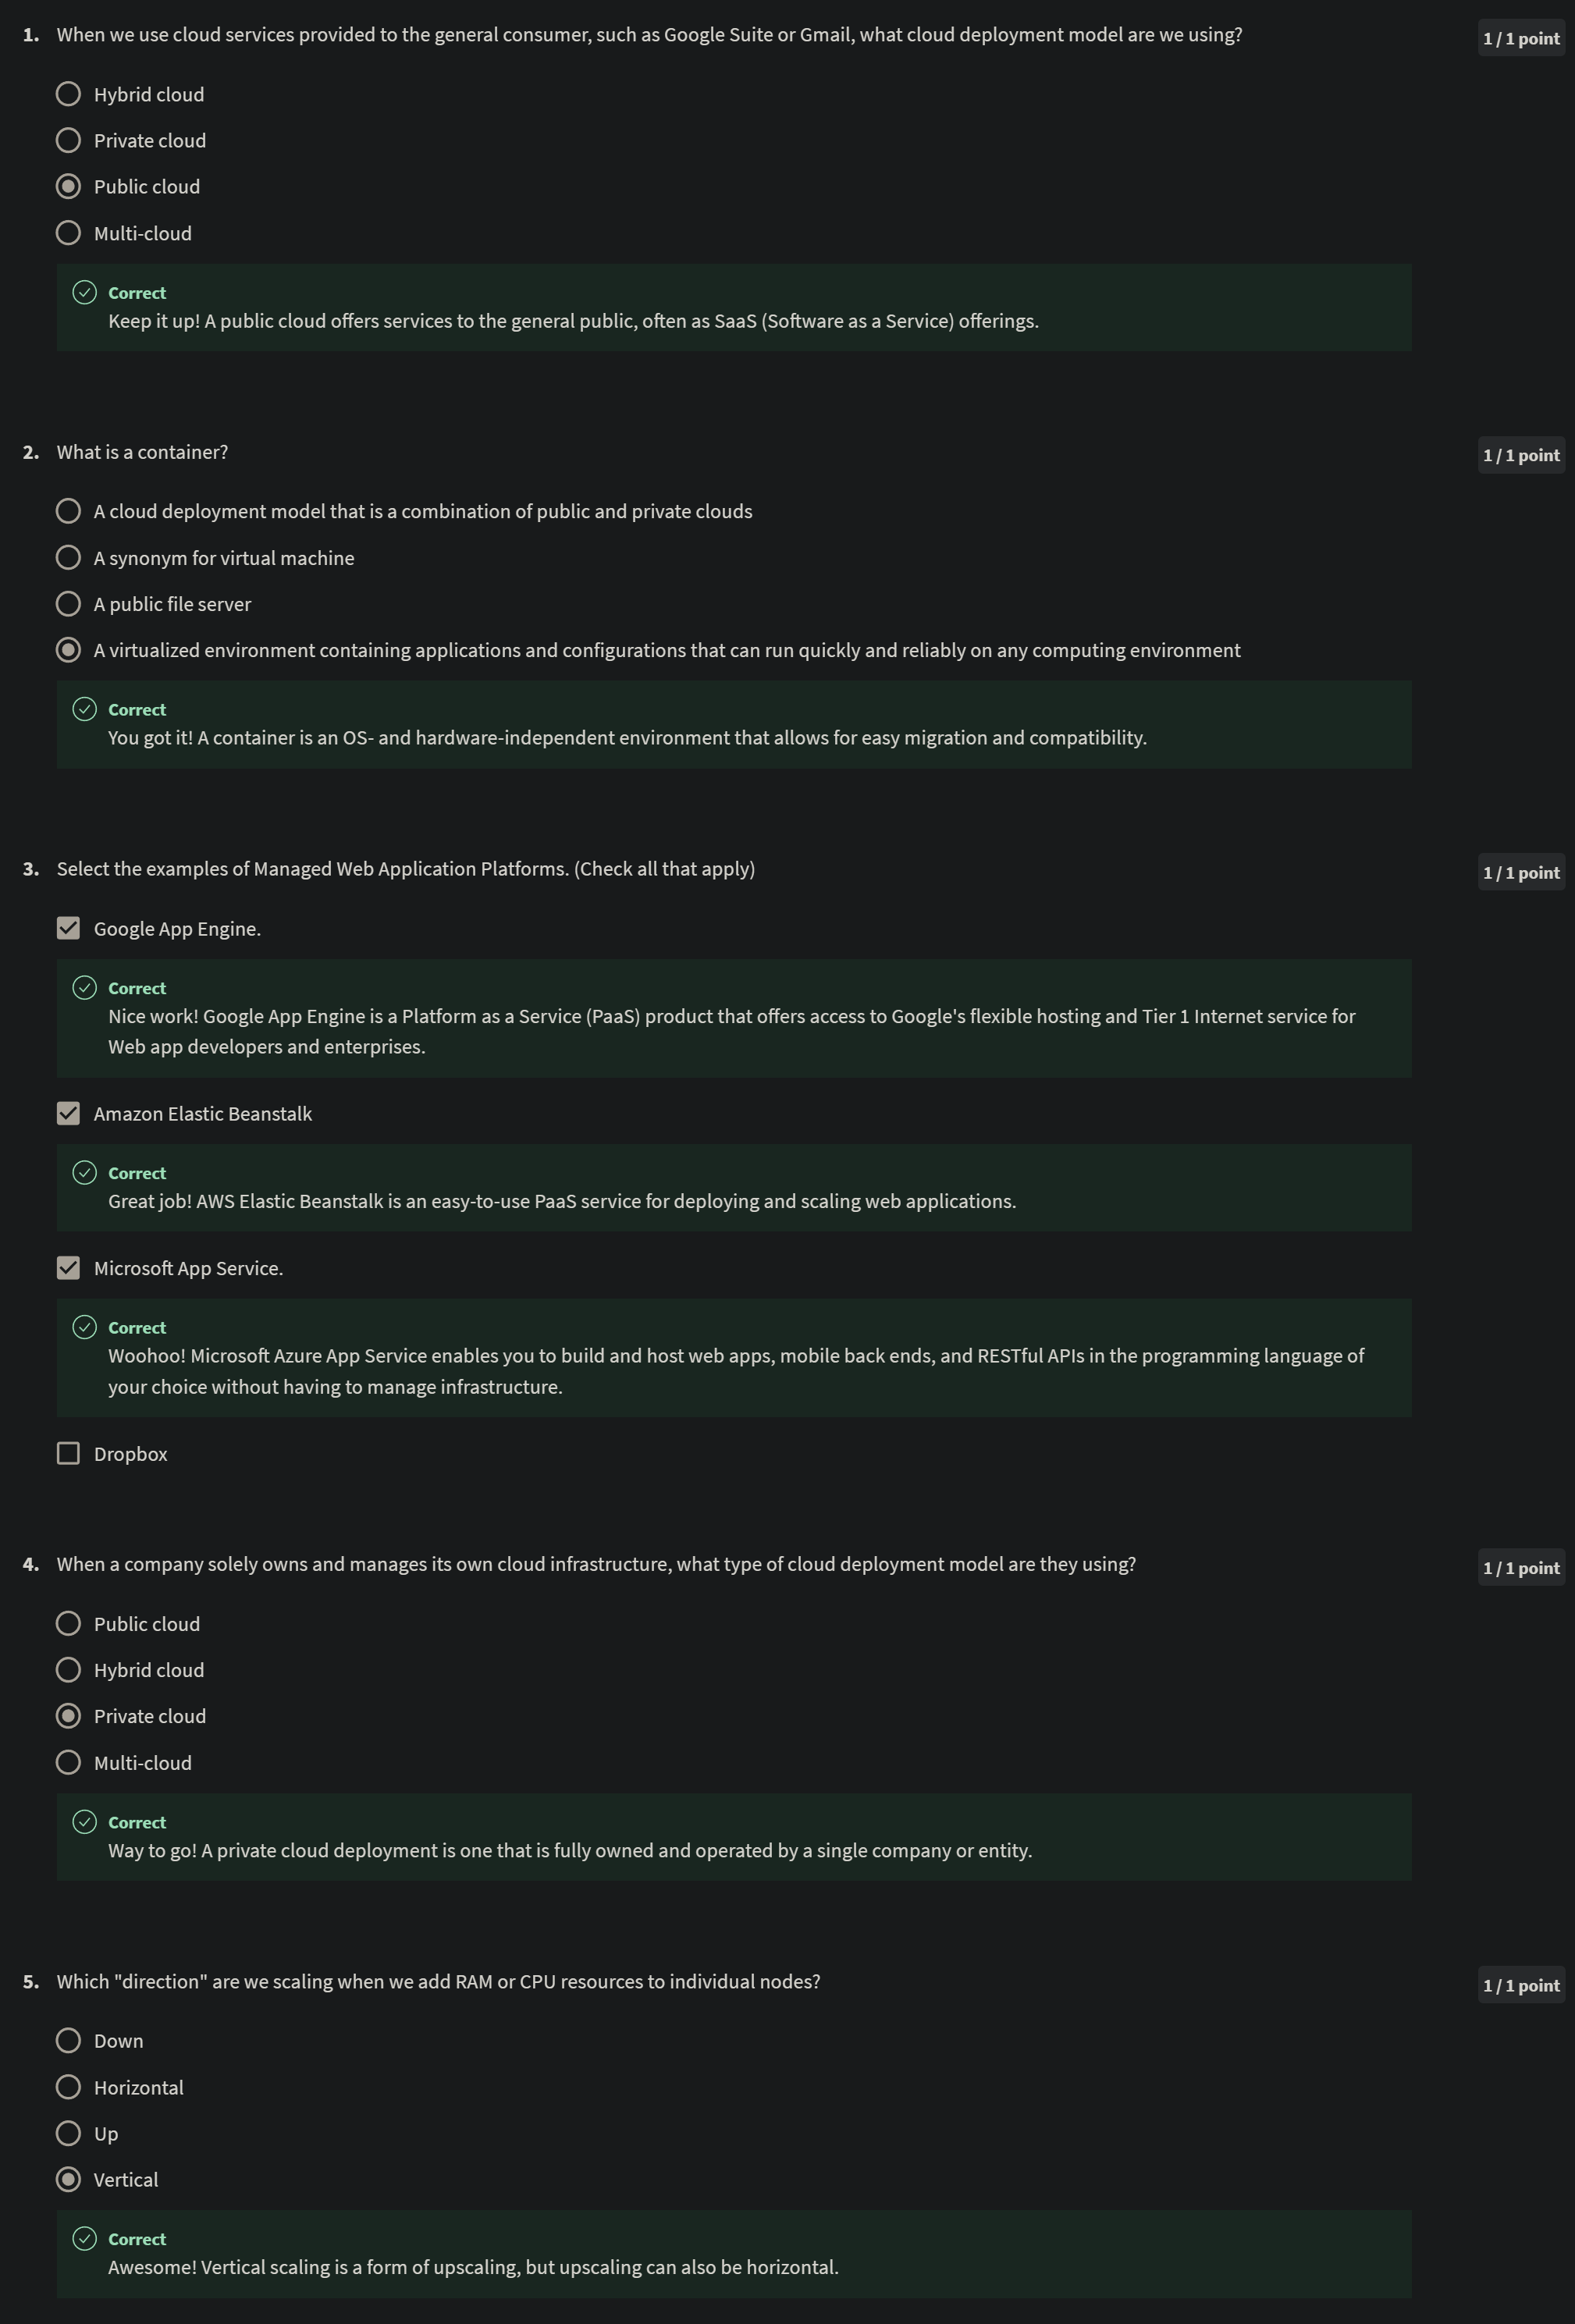 1. When we use cloud services provided to the general consumer, such as Google Suite or Gmail, what cloud deployment model are we using?
1 / 1 point
Hybrid cloud
Private cloud
Public cloud
Multi-cloud
Correct
Keep it up! A public cloud offers services to the general public, often as SaaS (Software as a Service) offerings.
2. What is a container?
1 / 1 point
A cloud deployment model that is a combination of public and private clouds
A synonym for virtual machine
A public file server
A virtualized environment containing applications and configurations that can run quickly and reliably on any computing environment
Correct
You got it! A container is an OS- and hardware-independent environment that allows for easy migration and compatibility.
3. Select the examples of Managed Web Application Platforms. (Check all that apply)
1 / 1 point
Google App Engine.
Correct
Nice work! Google App Engine is a Platform as a Service (PaaS) product that offers access to Google's flexible hosting and Tier 1 Internet service for
Web app developers and enterprises.
Amazon Elastic Beanstalk
Correct
Great job! AWS Elastic Beanstalk is an easy-to-use PaaS service for deploying and scaling web applications.
Microsoft App Service.
Correct
Woohoo! Microsoft Azure App Service enables you to build and host web apps, mobile back ends, and RESTful APIs in the programming language of
your choice without having to manage infrastructure.
Dropbox
4. When a company solely owns and manages its own cloud infrastructure, what type of cloud deployment model are they using?
1 / 1 point
Public cloud
Hybrid cloud
Private cloud
Multi-cloud
Correct
Way to go! A private cloud deployment is one that is fully owned and operated by a single company or entity.
5. Which "direction" are we scaling when we add RAM or CPU resources to individual nodes?
1 / 1 point
Down
Horizontal
Up
Vertical
Correct
Awesome! Vertical scaling is a form of upscaling, but upscaling can also be horizontal.